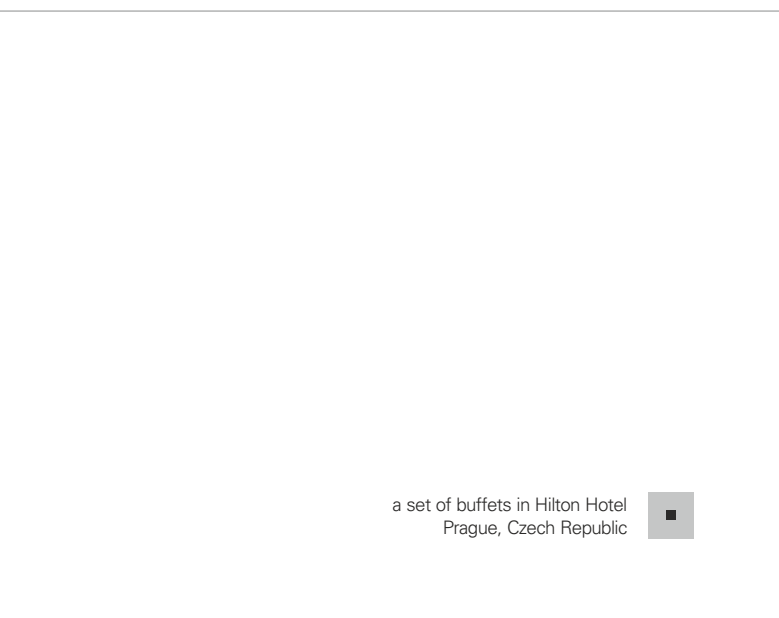 a set of buffets in Hilton Hotel
Prague, Czech Republic